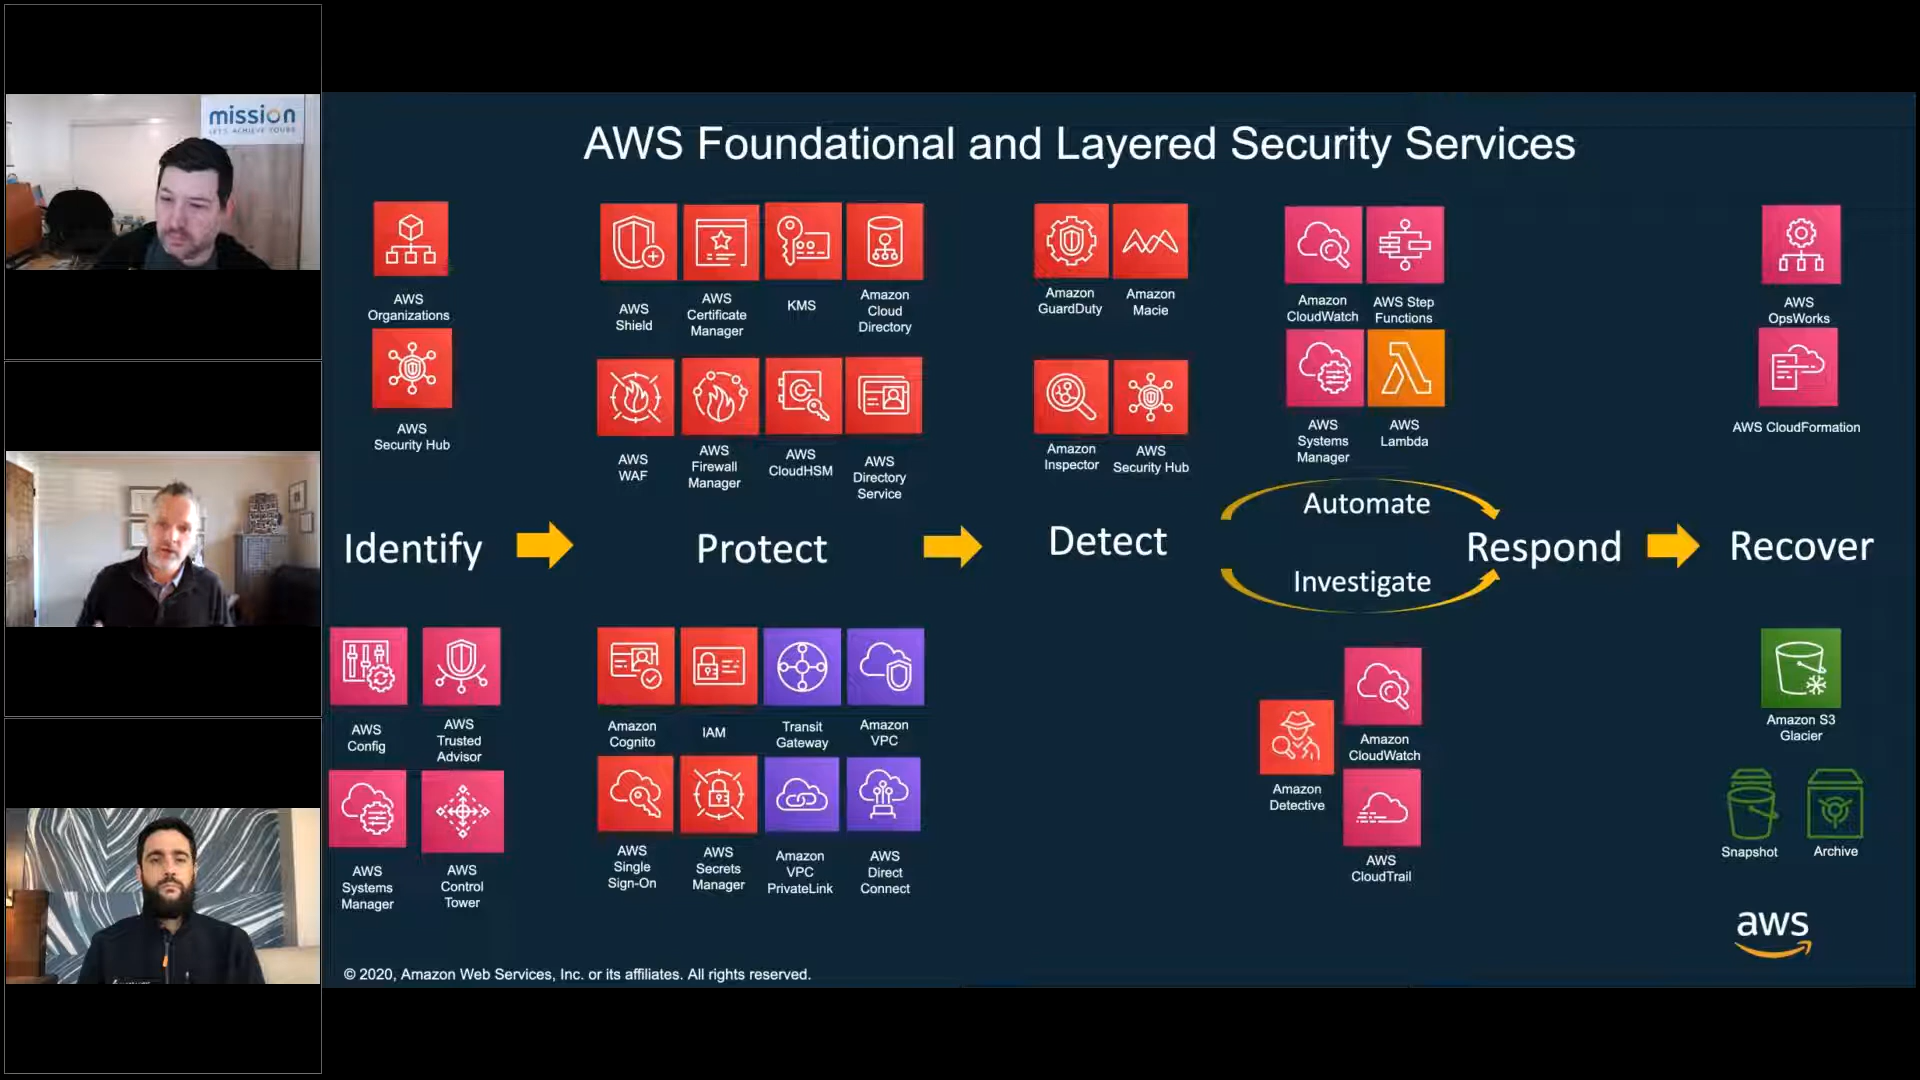 mission
LET'S ACHIEVE YOURS
AWS Foundational and Layered Security Services
AWS
Organizations
AWS
Security Hub
AWS
Shield
AWS
Certificate
Manager
KMS
Amazon
Cloud
Directory
AWS
WAF
AWS
Firewall
Manager
AWS
CloudHSM
AWS
Directory
Service
Amazon
GuardDuty
Amazon
Macie
Amazon
Inspector
AWS
Security Hub
Amazon
CloudWatch
AWS Step
Functions
AWS
Systems
Manager
AWS
Lambda
AWS
OpsWorks
AWS CloudFormation
Identify
Protect
Detect
Automate
Investigate
Respond
Recover
AWS
Config
AWS
Trusted
Advisor
AWS
Systems
Manager
AWS
Control
Tower
Amazon
Cognito
IAM
Transit
Gateway
Amazon
VPC
AWS
Single
Sign-On
AWS
Secrets
Manager
Amazon
VPC
PrivateLink
AWS
Direct
Connect
Amazon
Detective
Amazon
CloudWatch
AWS
CloudTrail
Amazon S3
Glacier
Snapshot
Archive
aws
© 2020, Amazon Web Services, Inc. or its affiliates. All rights reserved.